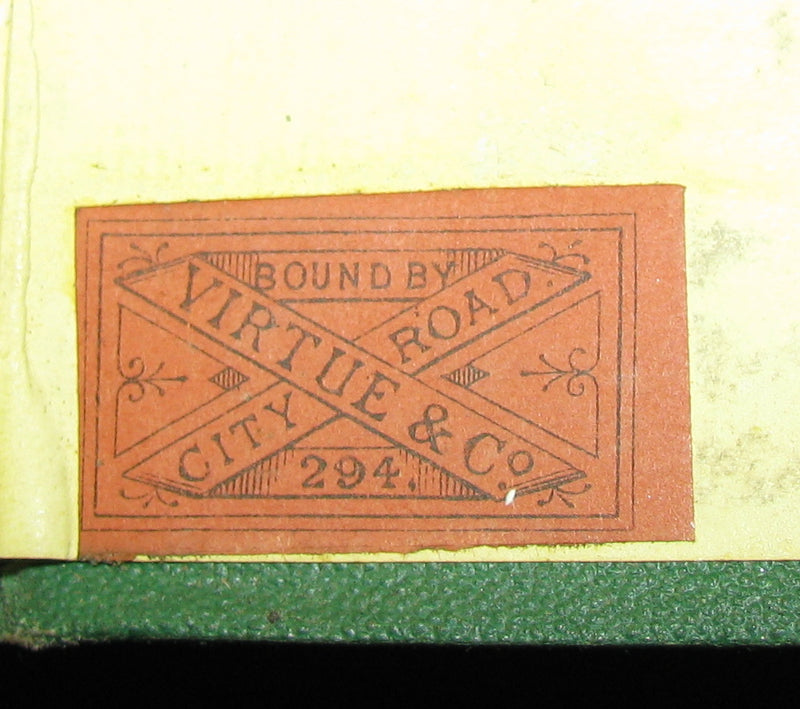 BOUND BY
VIRTUE & Co.
294.
CITY ROAD.